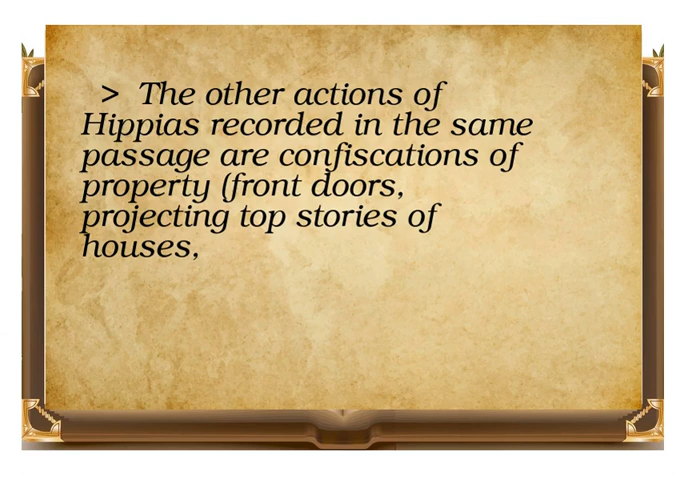 > The other actions of
Hippias recorded in the same
passage are confiscations of
property (front doors,
projecting top stories of
houses,